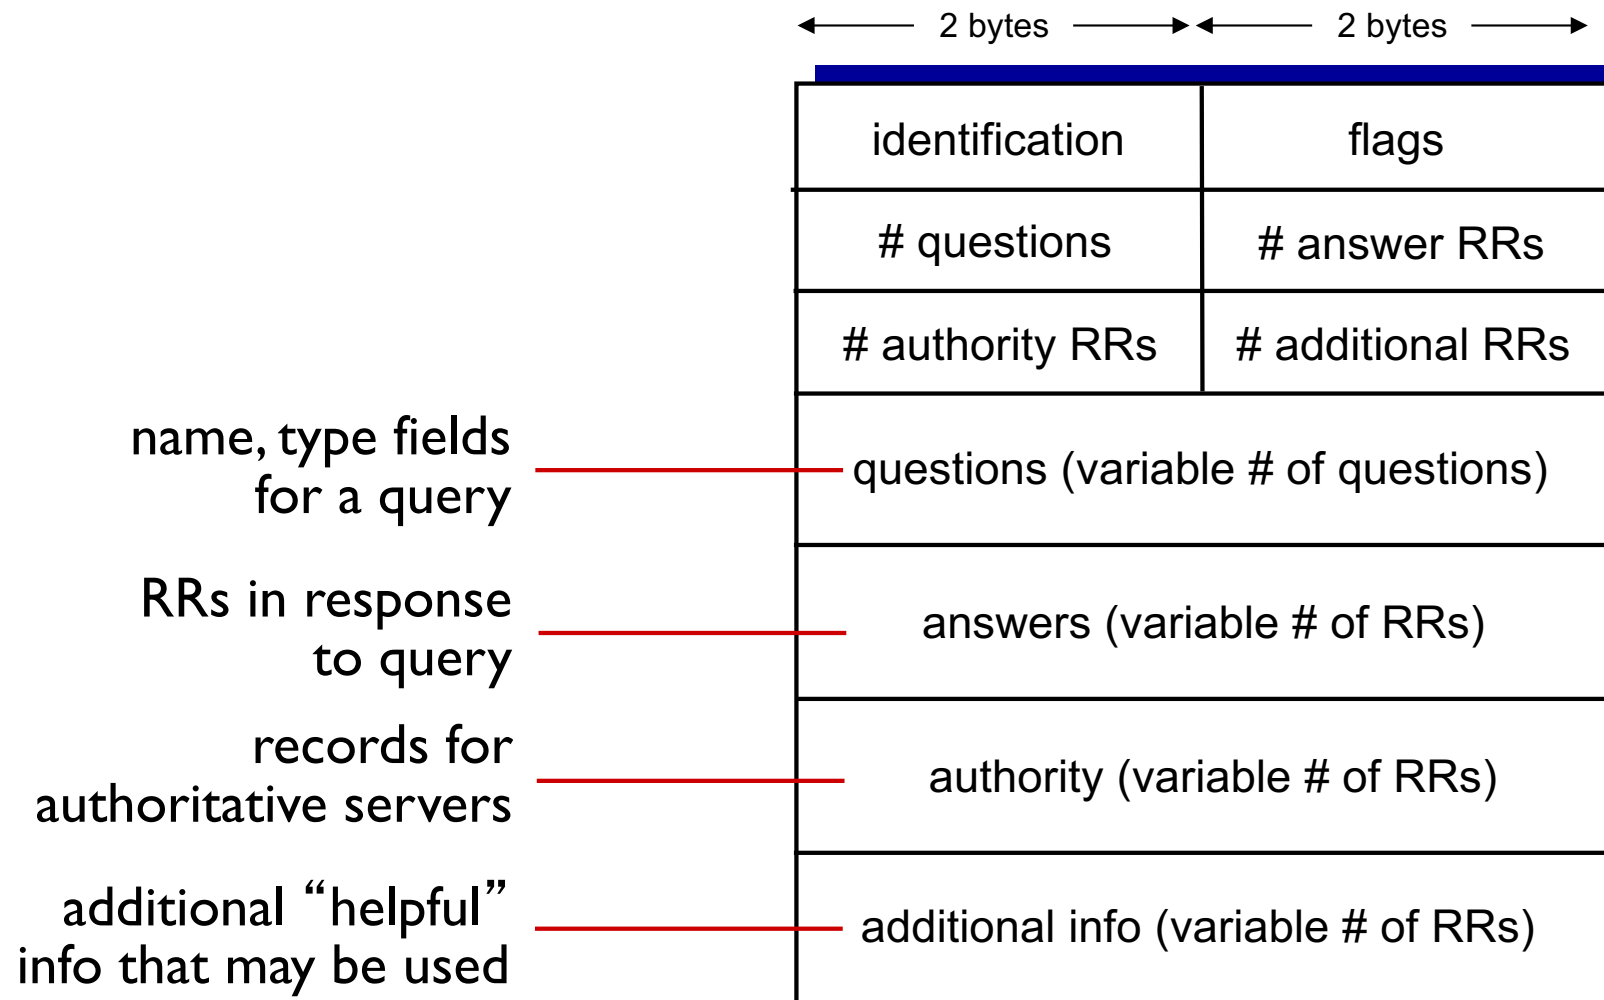 2 bytes 2 bytes
identification flags
# questions # answer RRs
# authority RRs # additional RRs
name, type fields
for a query
questions (variable # of questions)
RRs in response
to query
answers (variable # of RRs)
records for
authoritative servers
authority (variable # of RRs)
additional “helpful”
info that may be used
additional info (variable # of RRs)